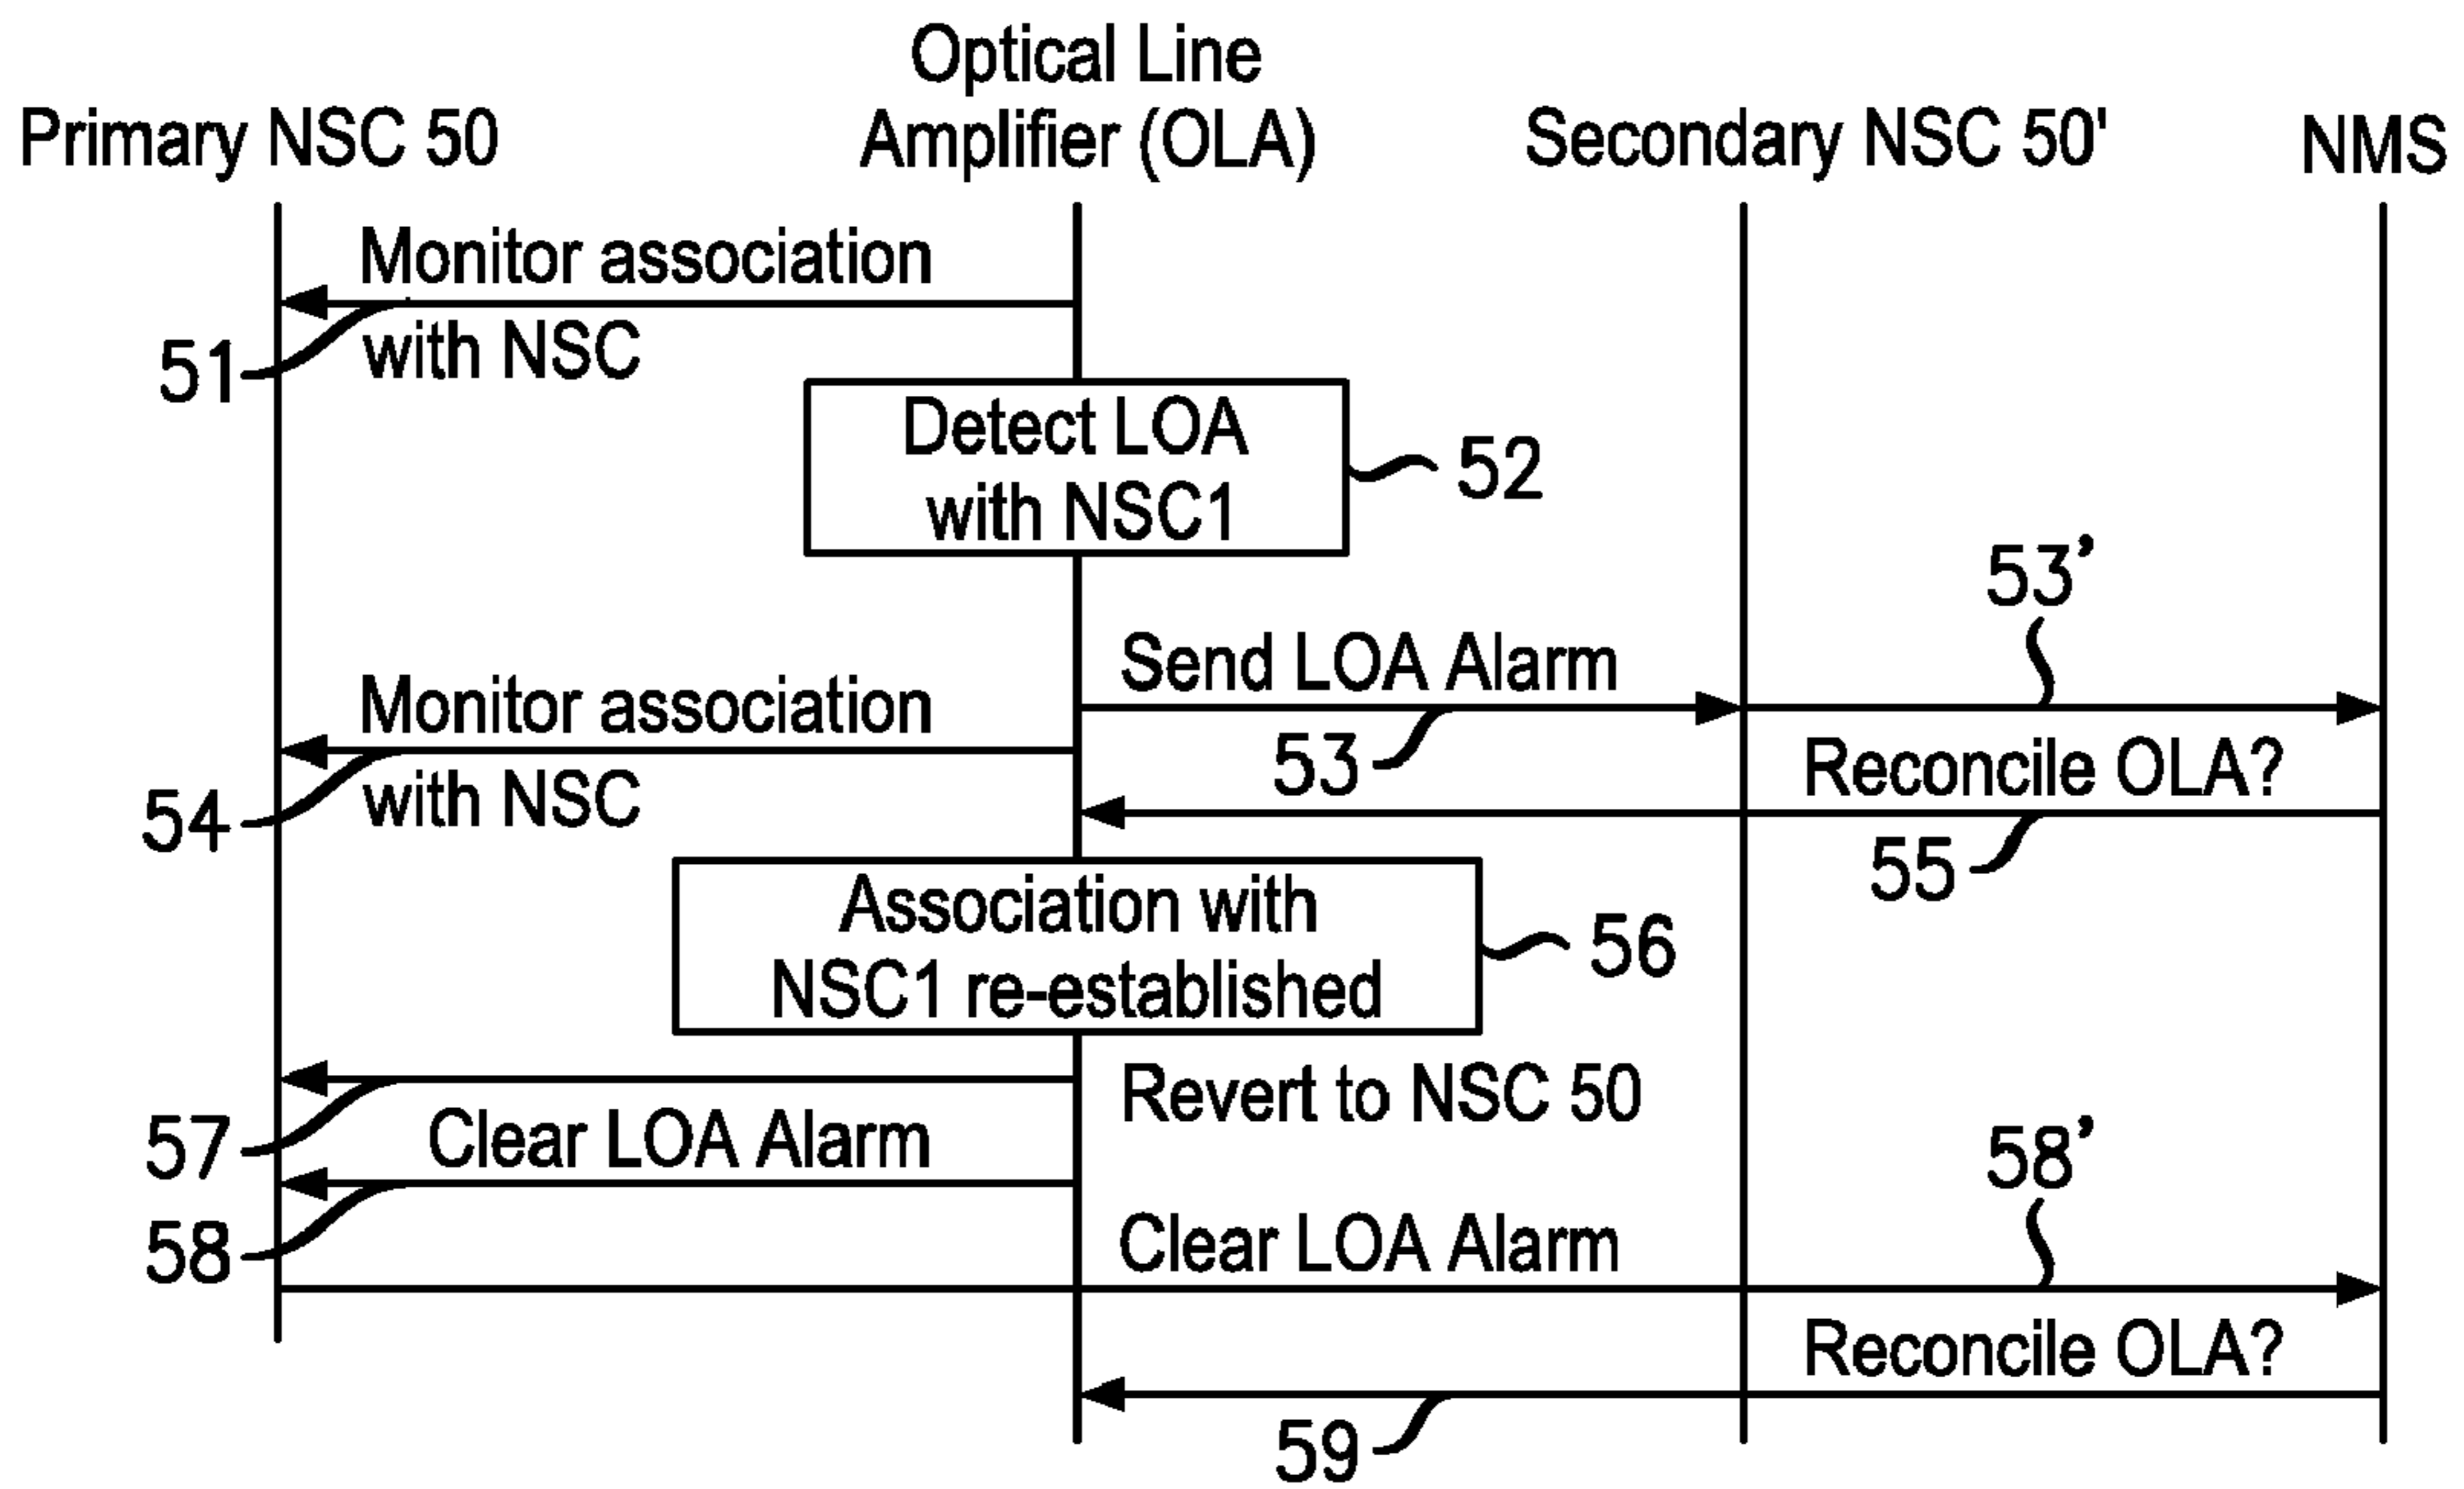 Optical Line
Amplifier (OLA)
Primary NSC 50
Secondary NSC 50'
NMS
Monitor association
with NSC
51
Detect LOA
with NSC1
52
53’
Send LOA Alarm
53
Monitor association
with NSC
54
Reconcile OLA?
55
Association with
NSC1 re-established
56
Revert to NSC 50
57
Clear LOA Alarm
58
58’
Clear LOA Alarm
Reconcile OLA?
59